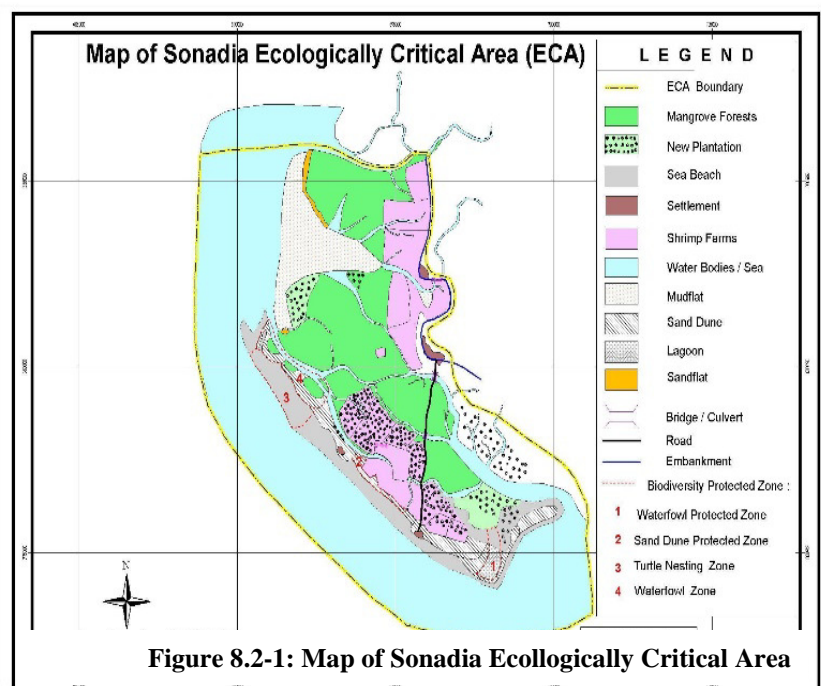 Map of Sonadia Ecologically Critical Area (ECA)
LEGEND
ECA Boundary
Mangrove Forests
New Plantation
Sea Beach
Settlement
Shrimp Farms
Water Bodies / Sea
Mudflat
Sand Dune
Lagoon
Sandflat
Bridge / Culvert
Road
Embankment
Biodiversity Protected Zone :
1 Waterfowl Protected Zone
2 Sand Dune Protected Zone
3 Turtle Nesting Zone
4 Waterfowl Zone
4
3
2
1
N
Figure 8.2-1: Map of Sonadia Ecollogically Critical Area